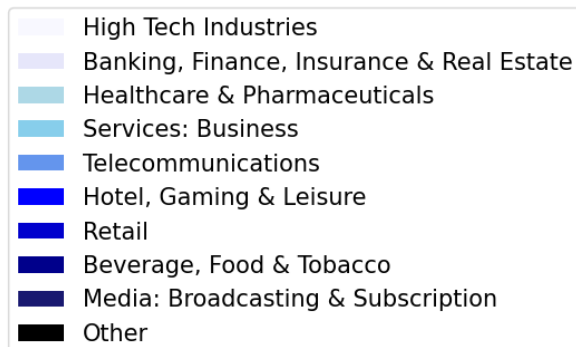 High Tech Industries
Banking, Finance, Insurance & Real Estate
Healthcare & Pharmaceuticals
Services: Business
Telecommunications
Hotel, Gaming & Leisure
Retail
Beverage, Food & Tobacco
Media: Broadcasting & Subscription
Other